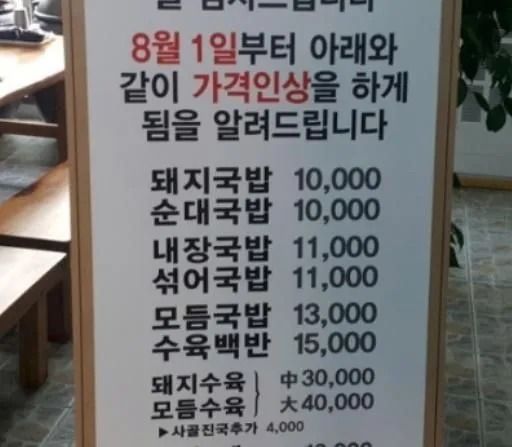 8월 1일부터 아래와
같이 가격인상을 하게
됨을 알려드립니다
돼지국밥 10,000
순대국밥 10,000
내장국밥 11,000
섞어국밥 11,000
모듬국밥 13,000
수육백반 15,000
돼지수육 中 30,000
모듬수육 大 40,000
▶사골진국추가 4,000